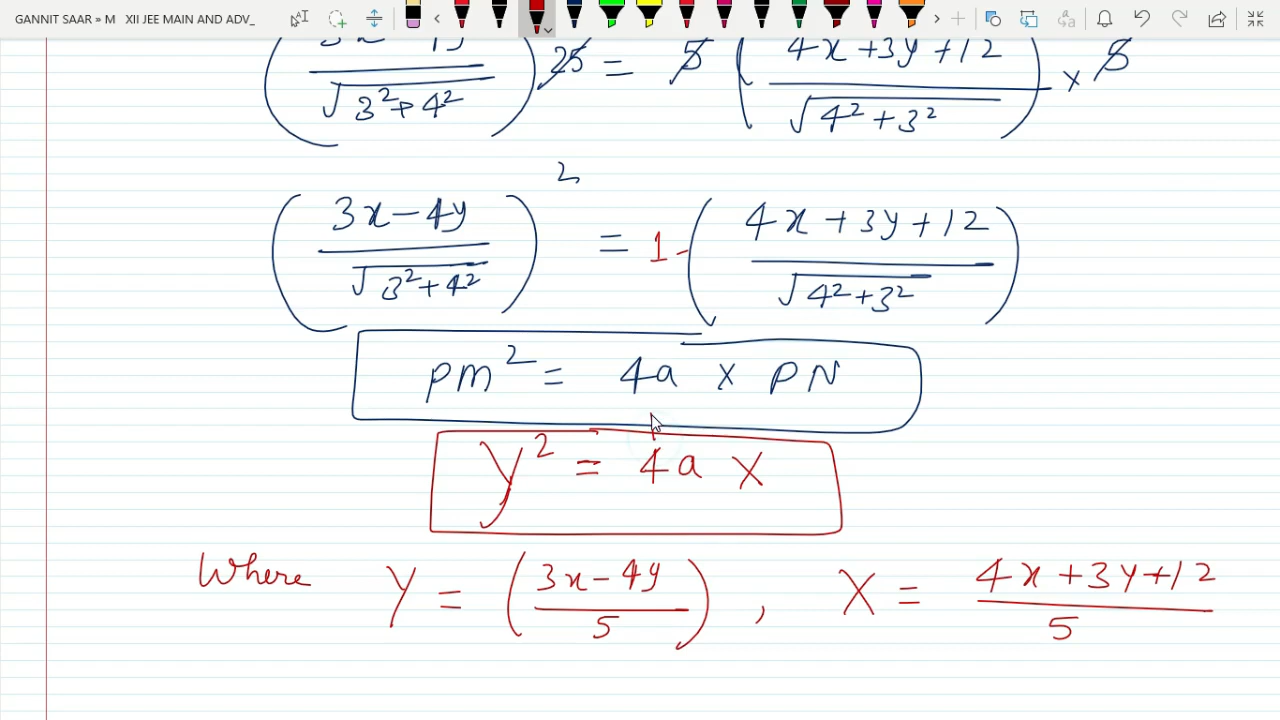 GANNIT SAAR » M XII JEE MAIN AND ADV_
( / √3²+4² ) 25 = 5 ( 4x+3y+12 / √4²+3² ) × 5
( 3x-4y / √3²+4² )² = 1·( 4x+3y+12 / √4²+3² )
PM² = 4a × PN
Y² = 4a X
Where Y = ( 3x-4y / 5 ), X = 4x+3y+12 / 5